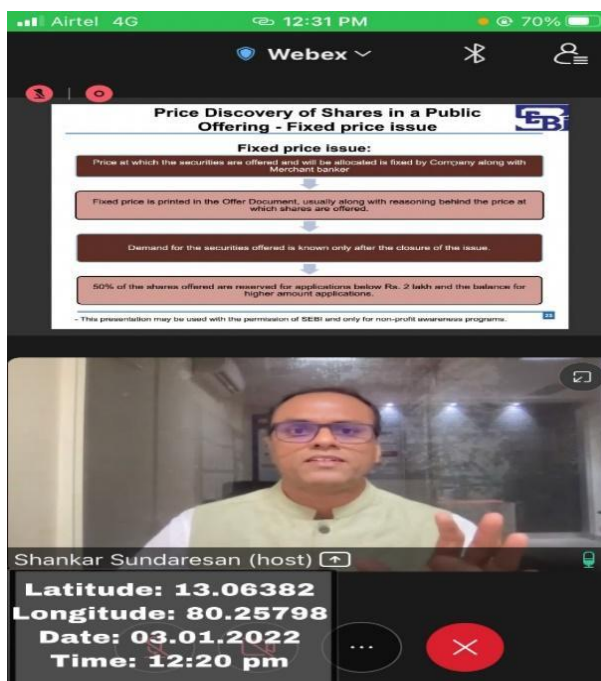 Airtel 4G 12:31 PM 70%
Webex
Price Discovery of Shares in a Public
Offering - Fixed price issue
SEBI
Fixed price issue:
Price at which the securities are offered and will be allocated is fixed by Company along with
Merchant banker
Fixed price is printed in the Offer Document, usually along with reasoning behind the price at
which shares are offered.
Demand for the securities offered is known only after the closure of the issue.
50% of the shares offered are reserved for applications below Rs. 2 lakh and the balance for
higher amount applications.
- This presentation may be used with the permission of SEBI and only for non-profit awareness programs.
23
Shankar Sundaresan (host)
Latitude: 13.06382
Longitude: 80.25798
Date: 03.01.2022
Time: 12:20 pm